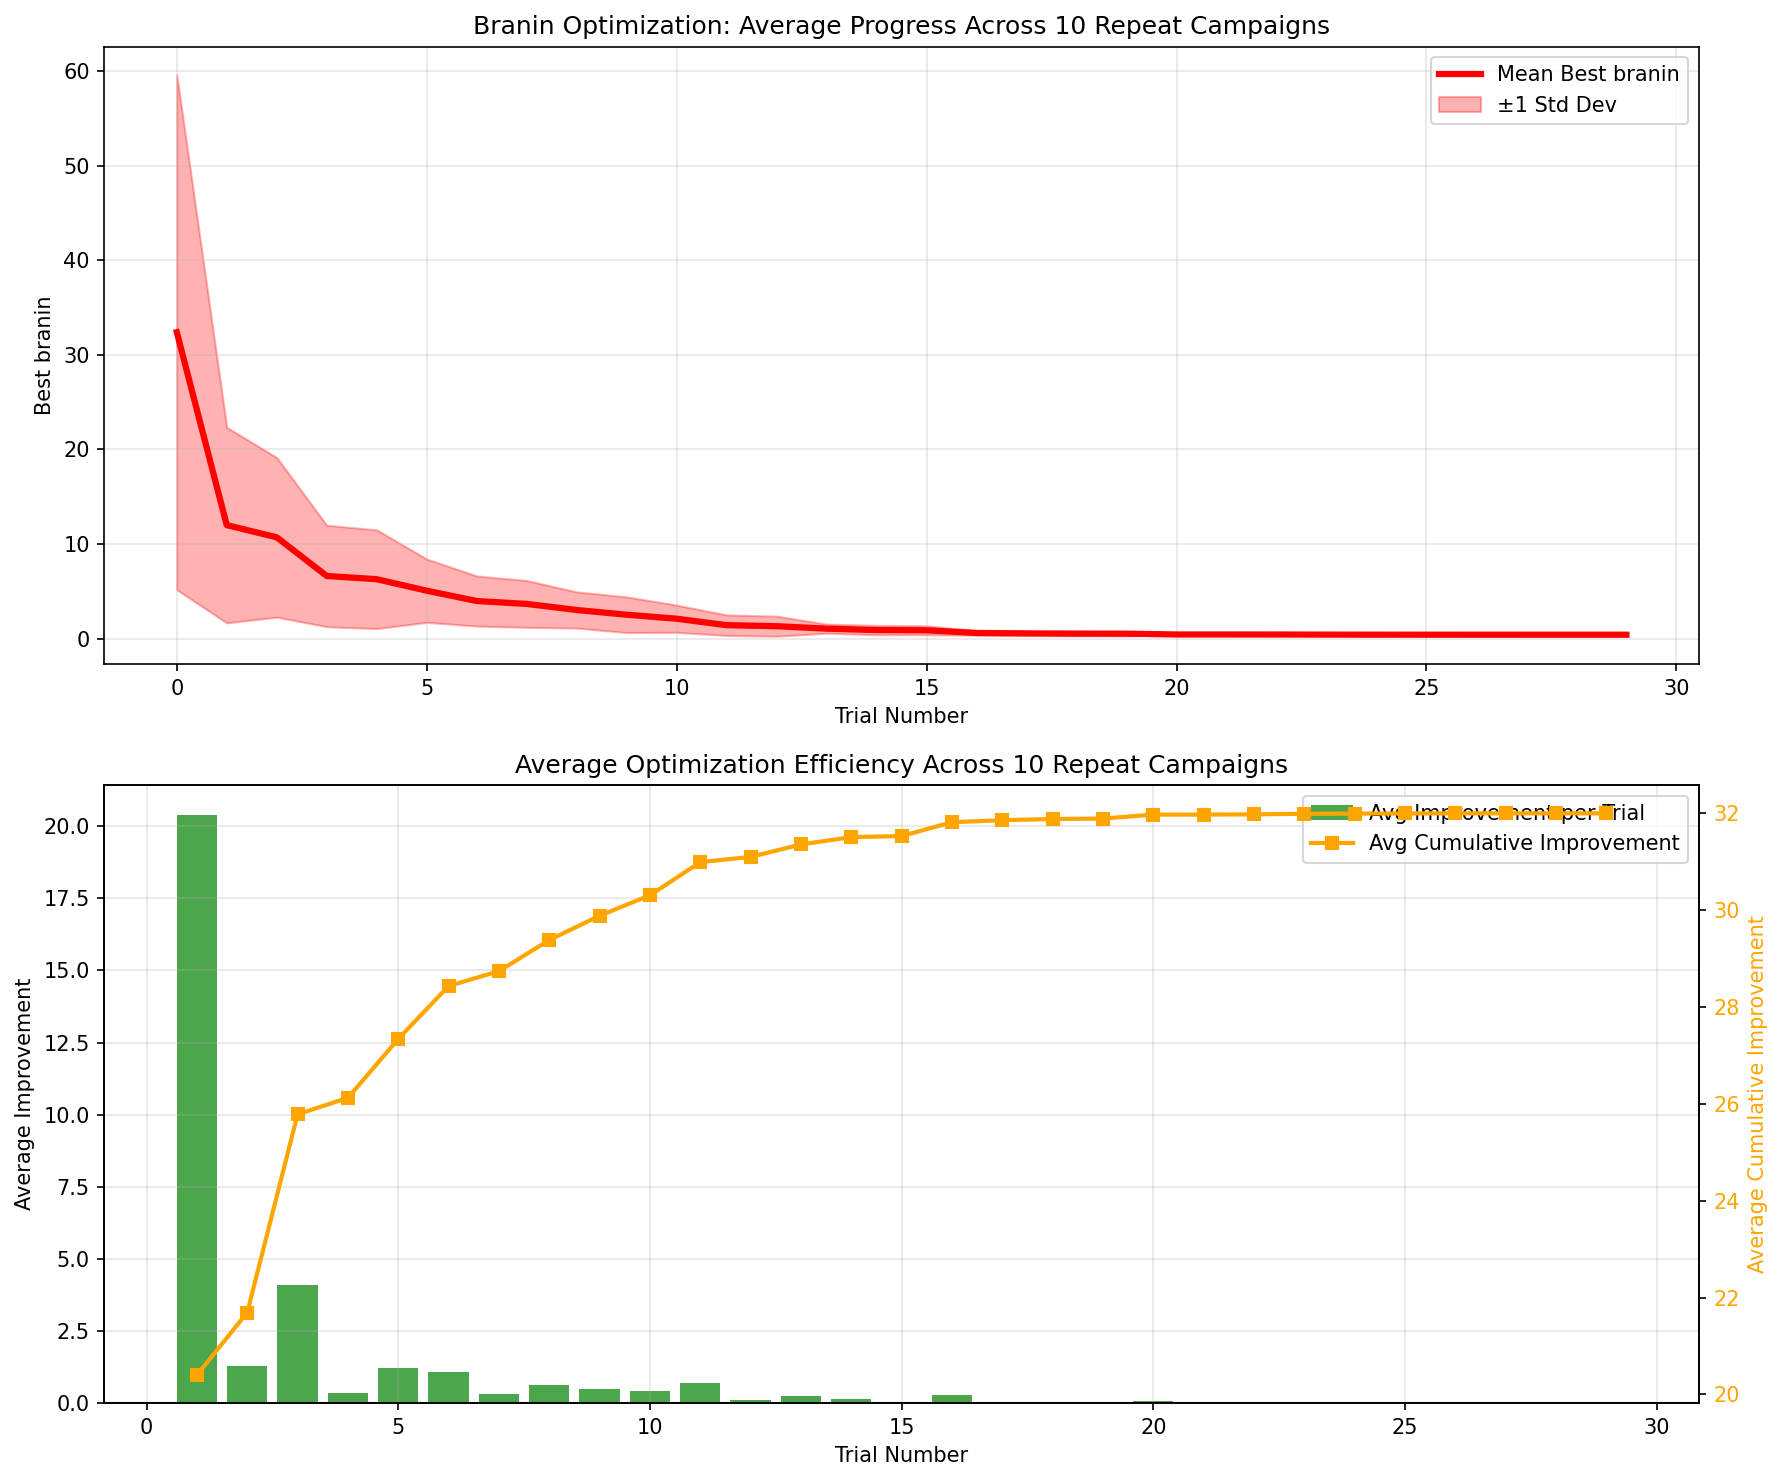 Branin Optimization: Average Progress Across 10 Repeat Campaigns
60
50
40
30
20
10
0
Best branin
Mean Best branin
±1 Std Dev
0 5 10 15 20 25 30
Trial Number
Average Optimization Efficiency Across 10 Repeat Campaigns
20.0
17.5
15.0
12.5
10.0
7.5
5.0
2.5
0.0
Average Improvement
Avg Improvement per Trial
Avg Cumulative Improvement
32
30
28
26
24
22
20
Average Cumulative Improvement
0 5 10 15 20 25 30
Trial Number